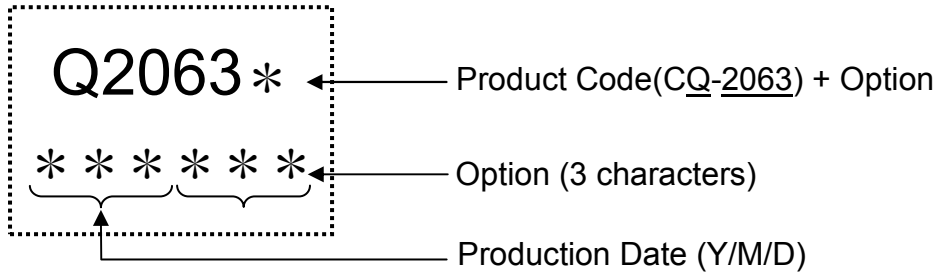 Q2063* Product Code(CQ-2063) + Option
****** Option (3 characters)
Production Date (Y/M/D)